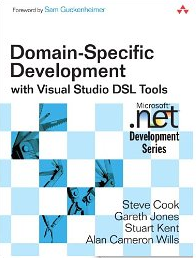 Foreword by Sam Guckenheimer
Domain-Specific
Development
with Visual Studio DSL Tools
Microsoft
.net
Development
Series
Steve Cook
Gareth Jones
Stuart Kent
Alan Cameron Wills